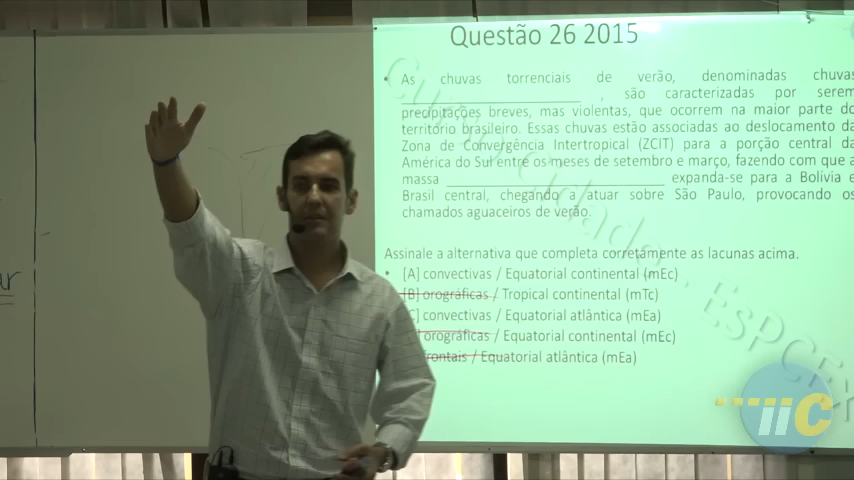 Questão 26 2015
• As chuvas torrenciais de verão, denominadas chuvas
____________________ , são caracterizadas por serem
precipitações breves, mas violentas, que ocorrem na maior parte do
território brasileiro. Essas chuvas estão associadas ao deslocamento da
Zona de Convergência Intertropical (ZCIT) para a porção central da
América do Sul entre os meses de setembro e março, fazendo com que a
massa ________________________ expanda-se para a Bolívia e
Brasil central, chegando a atuar sobre São Paulo, provocando os
chamados aguaceiros de verão.
Assinale a alternativa que completa corretamente as lacunas acima.
• [A] convectivas / Equatorial continental (mEc)
[B] orográficas / Tropical continental (mTc)
C] convectivas / Equatorial atlântica (mEa)
] orográficas / Equatorial continental (mEc)
rontais / Equatorial atlântica (mEa)
EsPCEx
iiC